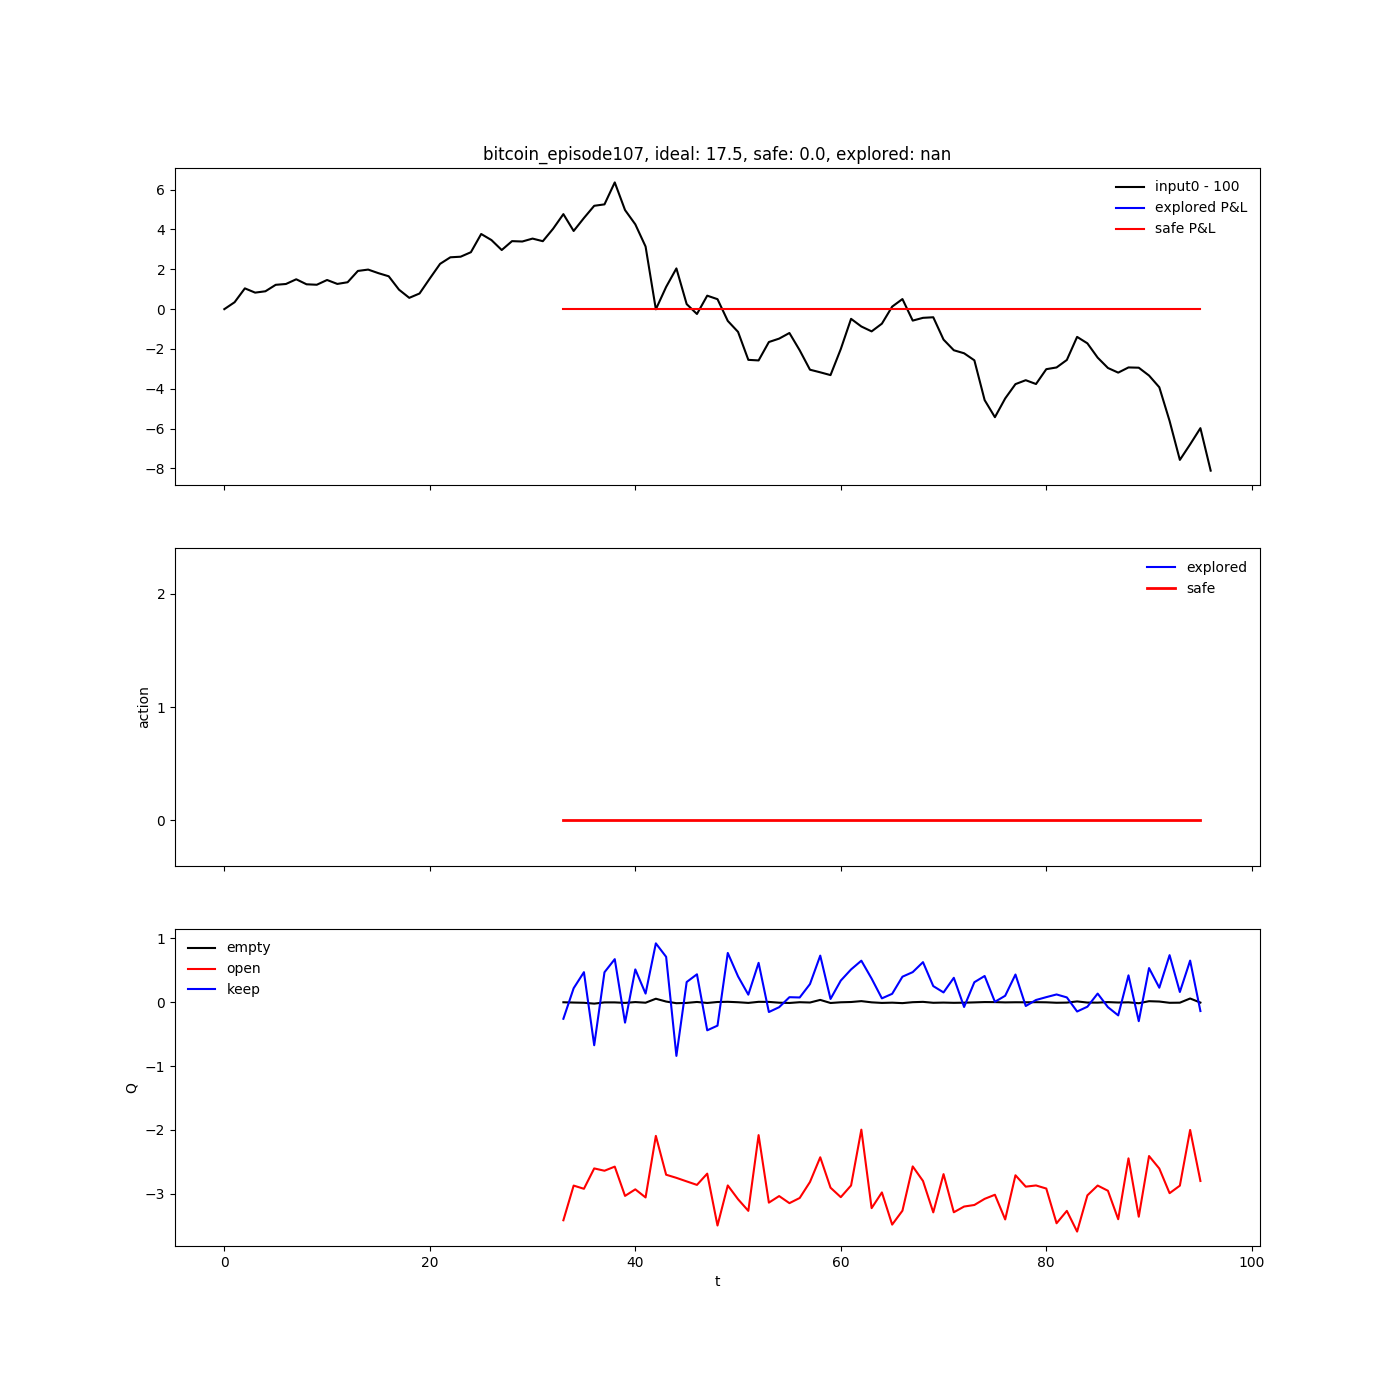 bitcoin_episode107, ideal: 17.5, safe: 0.0, explored: nan
6
4
2
0
−2
−4
−6
−8
input0 - 100
explored P&L
safe P&L
2
1
0
action
explored
safe
1
0
−1
−2
−3
Q
empty
open
keep
0 20 40 60 80 100
t